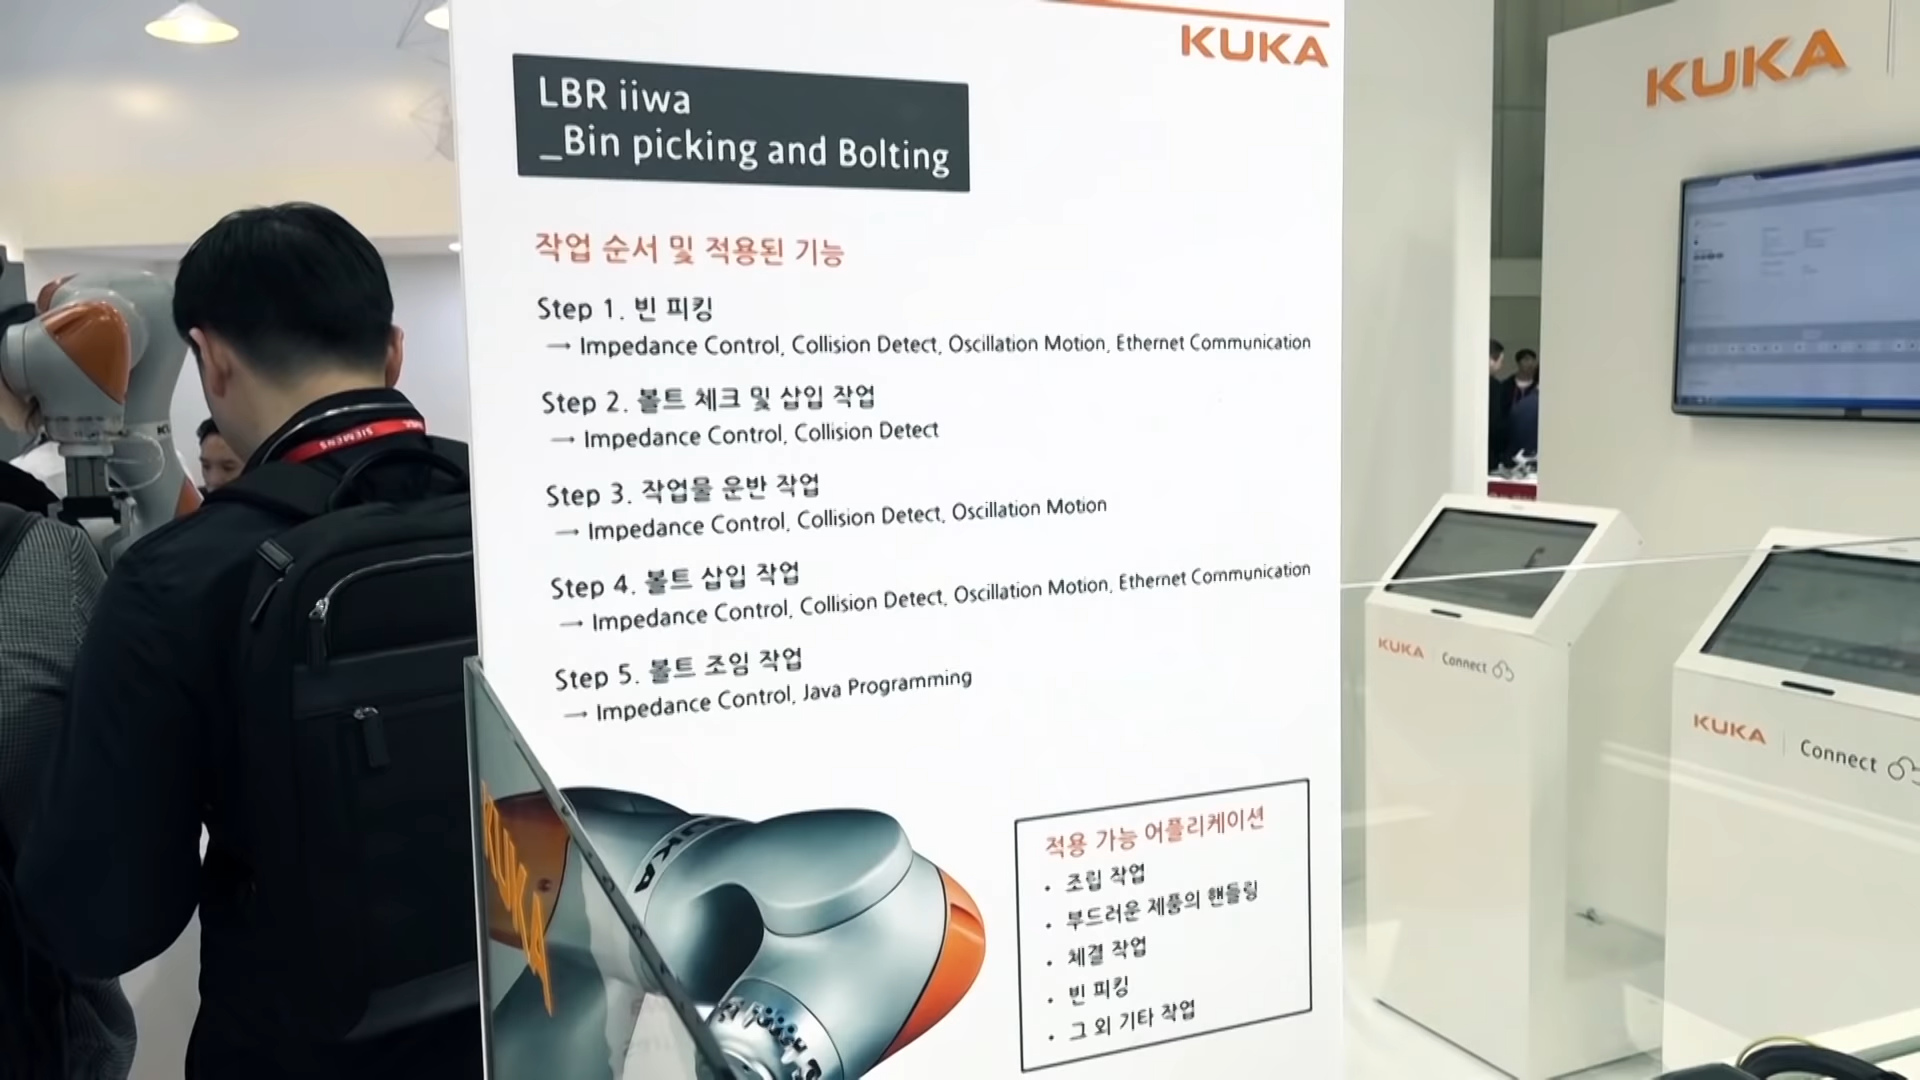 KUKA
LBR iiwa
_Bin picking and Bolting
작업 순서 및 적용된 기능
Step 1. 빈 피킹
→ Impedance Control, Collision Detect, Oscillation Motion, Ethernet Communication
Step 2. 볼트 체크 및 삽입 작업
→ Impedance Control, Collision Detect
Step 3. 작업물 운반 작업
→ Impedance Control, Collision Detect, Oscillation Motion
Step 4. 볼트 삽입 작업
→ Impedance Control, Collision Detect, Oscillation Motion, Ethernet Communication
Step 5. 볼트 조임 작업
→ Impedance Control, Java Programming
적용 가능 어플리케이션
• 조립 작업
• 부드러운 제품의 핸들링
• 체결 작업
• 빈 피킹
• 그 외 기타 작업
KUKA
KUKA
KUKA
KUKA Connect
KUKA Connect
SIEMENS